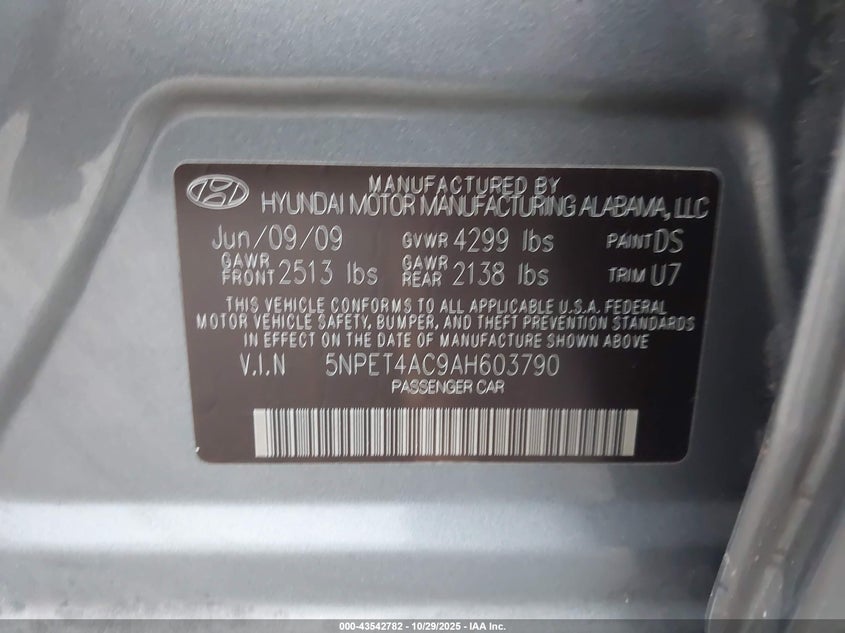 MANUFACTURED BY
HYUNDAI MOTOR MANUFACTURING ALABAMA, LLC
Jun/09/09 GVWR 4299 lbs PAINT DS
GAWR FRONT 2513 lbs GAWR REAR 2138 lbs TRIM U7
THIS VEHICLE CONFORMS TO ALL APPLICABLE U.S.A. FEDERAL
MOTOR VEHICLE SAFETY, BUMPER, AND THEFT PREVENTION STANDARDS
IN EFFECT ON THE DATE OF MANUFACTURE SHOWN ABOVE
V.I.N 5NPET4AC9AH603790
PASSENGER CAR
000-43542782 | 10/29/2025 - IAA Inc.